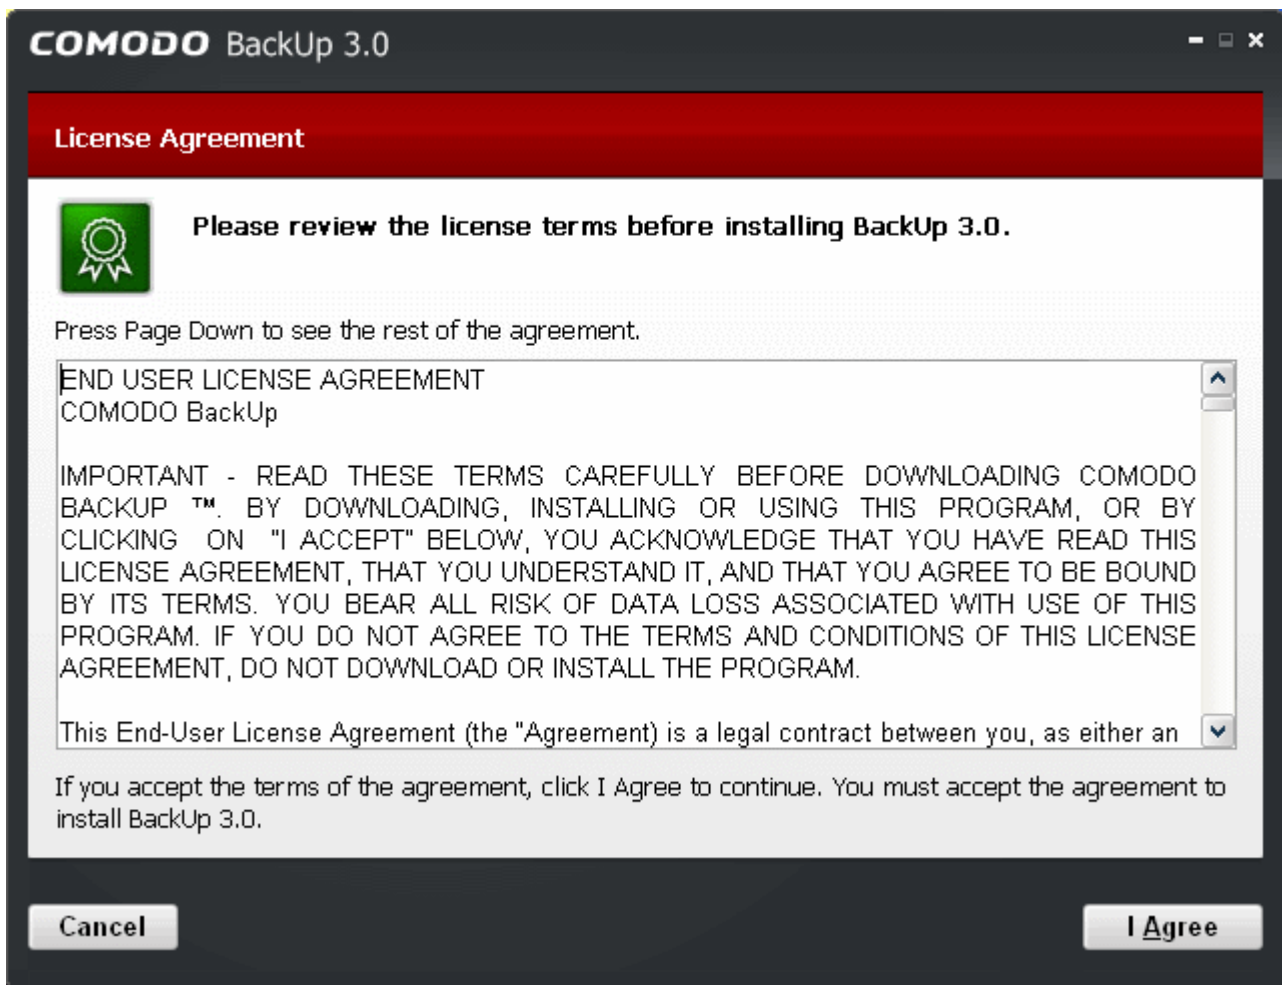 COMODO BackUp 3.0
License Agreement
Please review the license terms before installing BackUp 3.0.
Press Page Down to see the rest of the agreement.
END USER LICENSE AGREEMENT
COMODO BackUp
IMPORTANT - READ THESE TERMS CAREFULLY BEFORE DOWNLOADING COMODO
BACKUP ™. BY DOWNLOADING, INSTALLING OR USING THIS PROGRAM, OR BY
CLICKING ON "I ACCEPT" BELOW, YOU ACKNOWLEDGE THAT YOU HAVE READ THIS
LICENSE AGREEMENT, THAT YOU UNDERSTAND IT, AND THAT YOU AGREE TO BE BOUND
BY ITS TERMS. YOU BEAR ALL RISK OF DATA LOSS ASSOCIATED WITH USE OF THIS
PROGRAM. IF YOU DO NOT AGREE TO THE TERMS AND CONDITIONS OF THIS LICENSE
AGREEMENT, DO NOT DOWNLOAD OR INSTALL THE PROGRAM.
This End-User License Agreement (the "Agreement) is a legal contract between you, as either an
If you accept the terms of the agreement, click I Agree to continue. You must accept the agreement to
install BackUp 3.0.
Cancel
I Agree